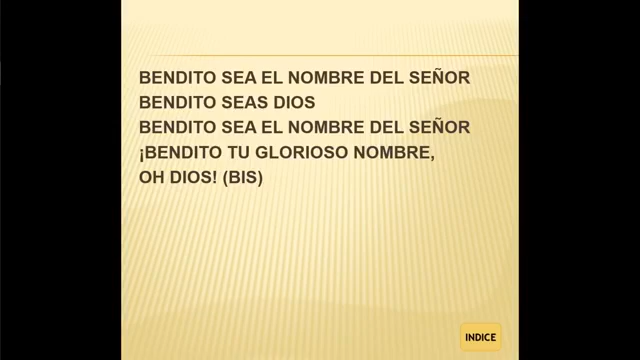 BENDITO SEA EL NOMBRE DEL SEÑOR
BENDITO SEAS DIOS
BENDITO SEA EL NOMBRE DEL SEÑOR
¡BENDITO TU GLORIOSO NOMBRE,
OH DIOS! (BIS)
INDICE